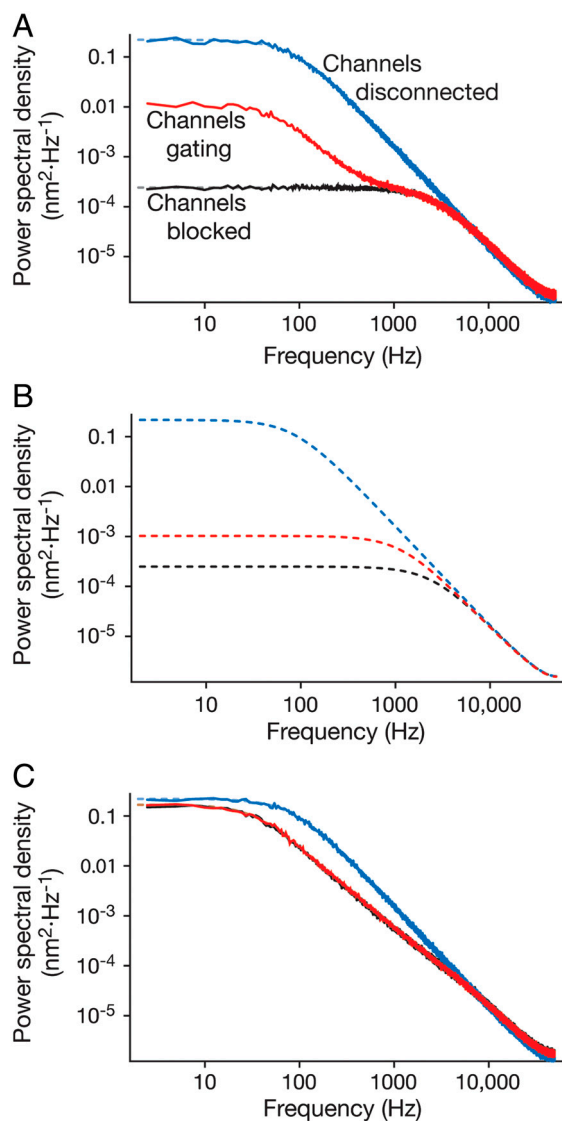 A
Power spectral density
(nm²·Hz⁻¹)
0.1
0.01
10⁻³
10⁻⁴
10⁻⁵
Channels
disconnected
Channels
gating
Channels
blocked
10
100
1000
10,000
Frequency (Hz)
B
Power spectral density
(nm²·Hz⁻¹)
0.1
0.01
10⁻³
10⁻⁴
10⁻⁵
10
100
1000
10,000
Frequency (Hz)
C
Power spectral density
(nm²·Hz⁻¹)
0.1
0.01
10⁻³
10⁻⁴
10⁻⁵
10
100
1000
10,000
Frequency (Hz)